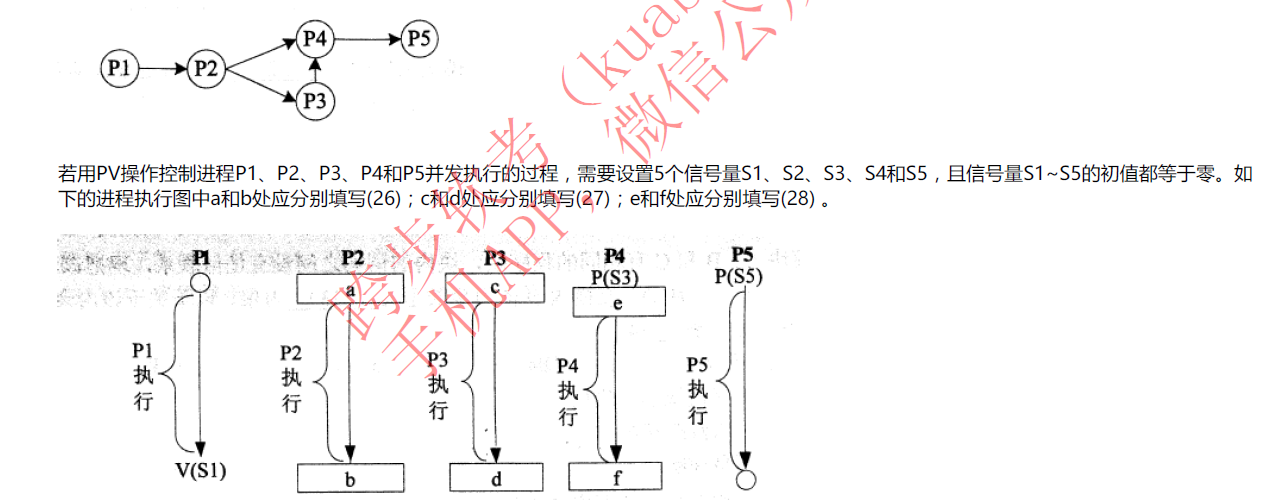 P4
P5
P1
P2
P3
若用PV操作控制进程P1、P2、P3、P4和P5并发执行的过程，需要设置5个信号量S1、S2、S3、S4和S5，且信号量S1~S5的初值都等于零。如
下的进程执行图中a和b处应分别填写(26)；c和d处应分别填写(27)；e和f处应分别填写(28) 。
P1
P2
P3
P4
P5
P(S3)
P(S5)
a
c
e
P1
执
行
P2
执
行
P3
执
行
P4
执
行
P5
执
行
V(S1)
b
d
f
跨步软考（kuab
手机APP，微信公